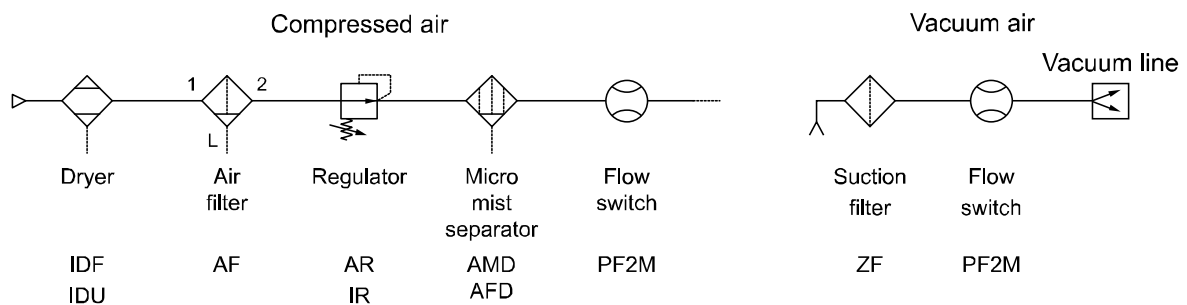 Compressed air
Vacuum air
Vacuum line
1
2
L
Dryer
Air
filter
Regulator
Micro
mist
separator
Flow
switch
Suction
filter
Flow
switch
IDF
IDU
AF
AR
IR
AMD
AFD
PF2M
ZF
PF2M